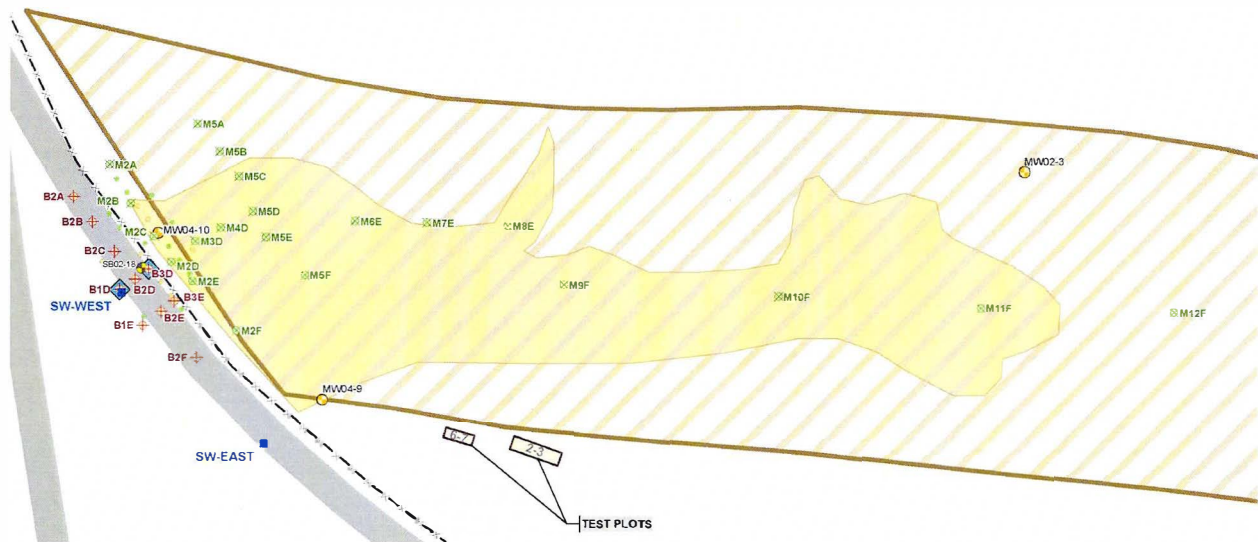 M5A
M5B
M2A
MW02-3
M5C
B2A
M2B
M5D
B2B
M6E
M7E
M8E
M4D
MW04-10
M2C
M3D
M5E
B2C
M2D
SB02-18
B3D
M5F
B2D
M2E
B1D
M9F
SW-WEST
B3E
M10F
M11F
M12F
B2E
B1E
M2F
B2F
MW04-9
6-7
2-3
SW-EAST
TEST PLOTS